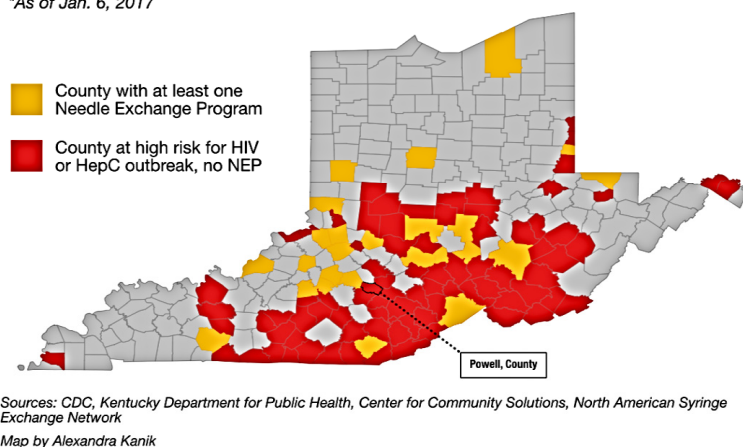 *As of Jan. 6, 2017
County with at least one
Needle Exchange Program
County at high risk for HIV
or HepC outbreak, no NEP
Powell, County
Sources: CDC, Kentucky Department for Public Health, Center for Community Solutions, North American Syringe
Exchange Network
Map by Alexandra Kanik